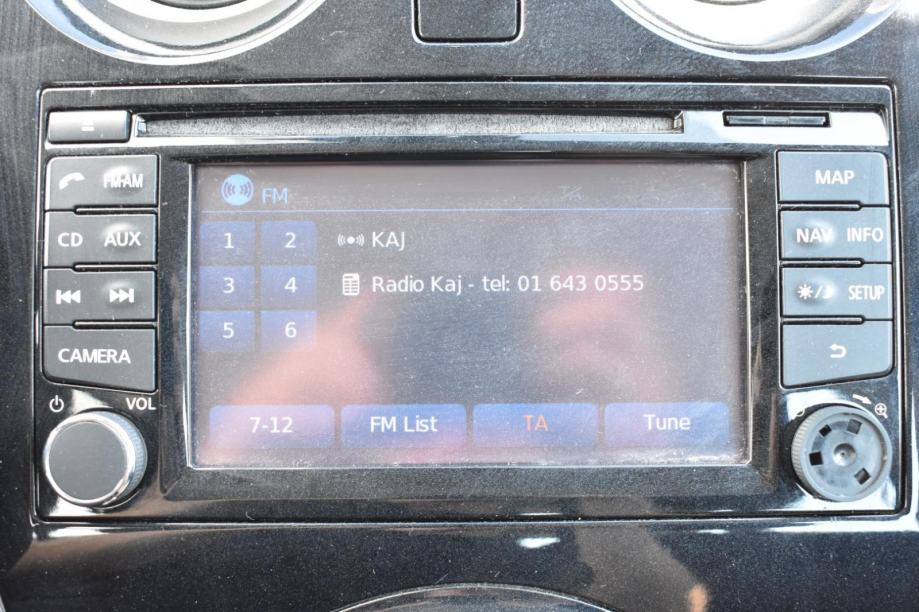 FM·AM
CD AUX
CAMERA
VOL
FM
TA
1 2
3 4
5 6
KAJ
Radio Kaj - tel: 01 643 0555
7-12 FM List TA Tune
MAP
NAV INFO
SETUP